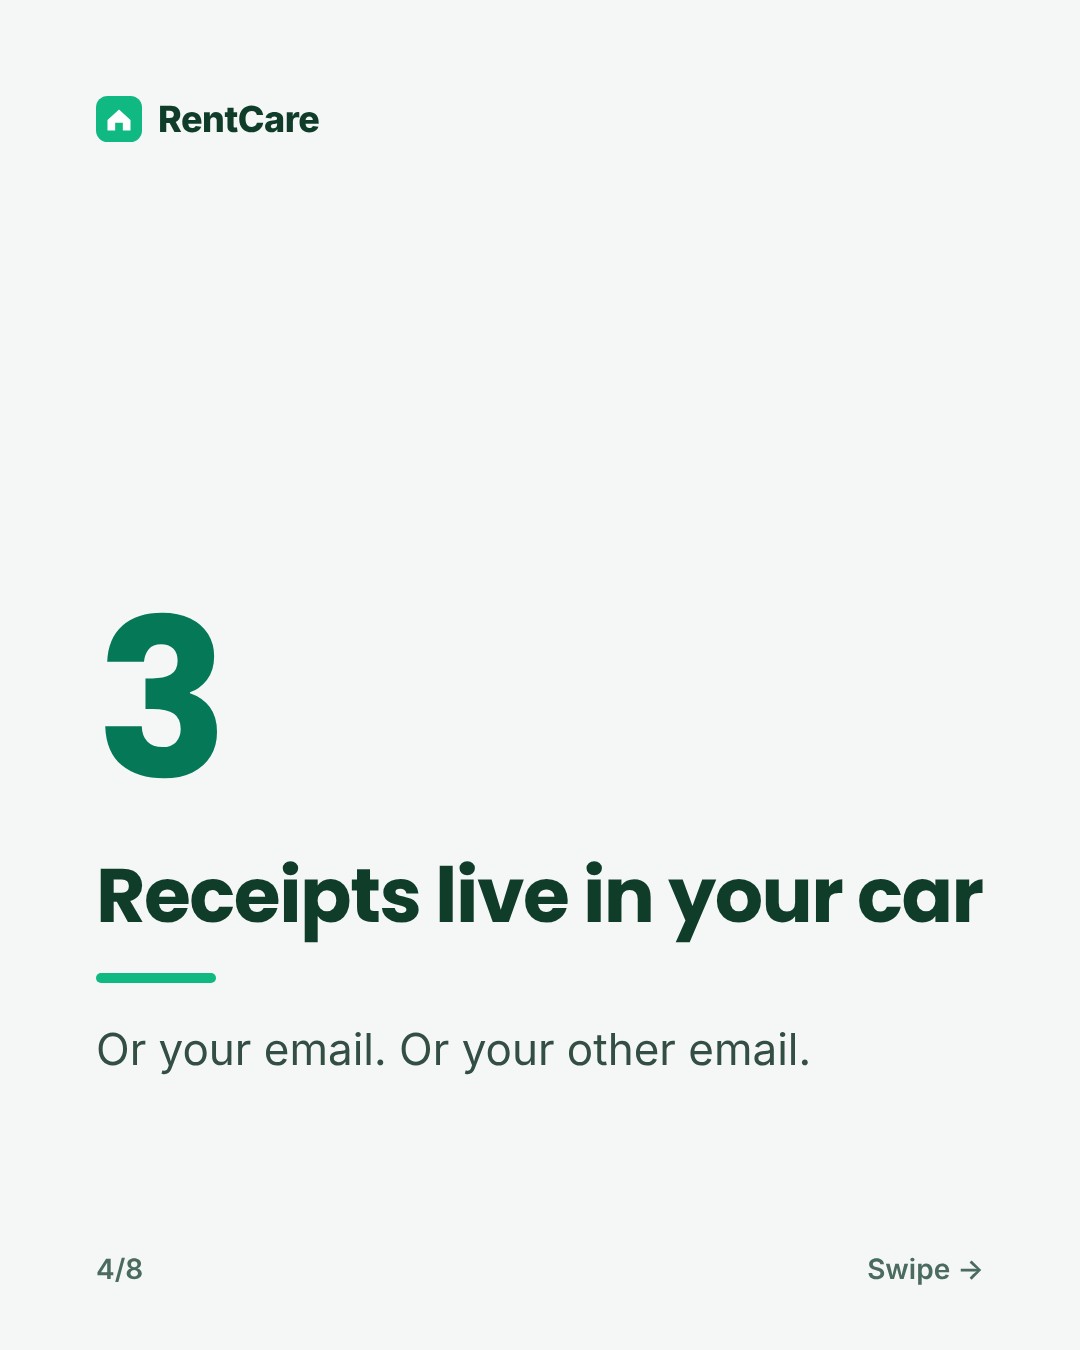 RentCare
3
Receipts live in your car
Or your email. Or your other email.
4/8
Swipe →